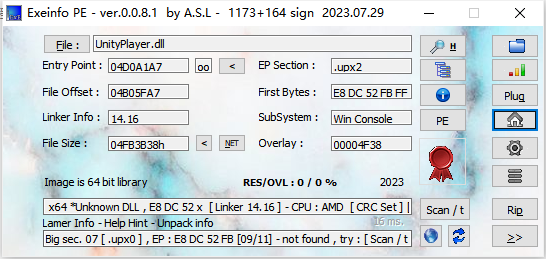 Exeinfo PE - ver.0.0.8.1 by A.S.L - 1173+164 sign 2023.07.29
File : UnityPlayer.dll
Entry Point : 04D0A1A7 oo < EP Section : .upx2
File Offset : 04B05FA7 First Bytes : E8 DC 52 FB FF
Linker Info : 14.16 SubSystem : Win Console
File Size : 04FB3B38h < NET Overlay : 00004F38
H
PE
Plug
Image is 64 bit library RES/OVL : 0 / 0 % 2023
x64 *Unknown DLL , E8 DC 52 x [ Linker 14.16 ] - CPU : AMD [ CRC Set ] |
Scan / t
Rip
Lamer Info - Help Hint - Unpack info 16 ms.
Big sec. 07 [ .upx0 ] , EP : E8 DC 52 FB [09/11] - not found , try : [ Scan / t
>>